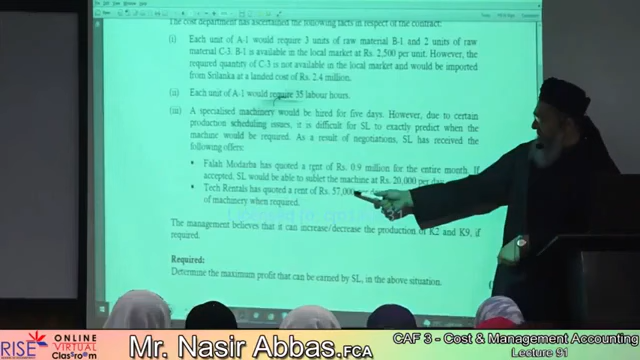 The cost department has ascertained the following facts in respect of the contract:
(i) Each unit of A-1 would require 3 units of raw material B-1 and 2 units of raw
material C-3. B-1 is available in the local market at Rs. 2,500 per unit. However, the
required quantity of C-3 is not available in the local market and would be imported
from Srilanka at a landed cost of Rs. 2.4 million.
(ii) Each unit of A-1 would require 35 labour hours.
(iii) A specialised machinery would be hired for five days. However, due to certain
production scheduling issues, it is difficult for SL to exactly predict when the
machine would be required. As a result of negotiations, SL has received the
following offers:
• Falah Modarba has quoted a rent of Rs. 0.9 million for the entire month. If
accepted, SL would be able to sublet the machine at Rs. 20,000 per day
• Tech Rentals has quoted a rent of Rs. 57,000 per
of machinery when required.
The management believes that it can increase/decrease the production of K2 and K9, if
required.
Required:
Determine the maximum profit that can be earned by SL, in the above situation.
RISE
ONLINE
VIRTUAL
Classroom
Mr. Nasir Abbas, FCA
CAF 3 - Cost & Management Accounting
Lecture 91